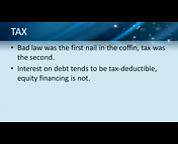 TAX
• Bad law was the first nail in the coffin, tax was
the second.
• Interest on debt tends to be tax-deductible,
equity financing is not.